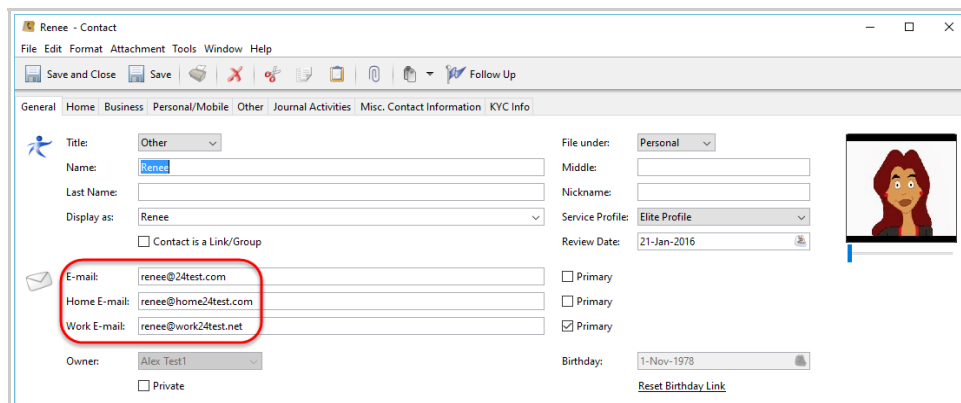 Renee - Contact
File Edit Format Attachment Tools Window Help
Save and Close Save Follow Up
General Home Business Personal/Mobile Other Journal Activities Misc. Contact Information KYC Info
Title: Other File under: Personal
Name: Renee Middle:
Last Name: Nickname:
Display as: Renee Service Profile: Elite Profile
Contact is a Link/Group Review Date: 21-Jan-2016
E-mail: renee@24test.com Primary
Home E-mail: renee@home24test.com Primary
Work E-mail: renee@work24test.net Primary
Owner: Alex Test1 Birthday: 1-Nov-1978
Private Reset Birthday Link